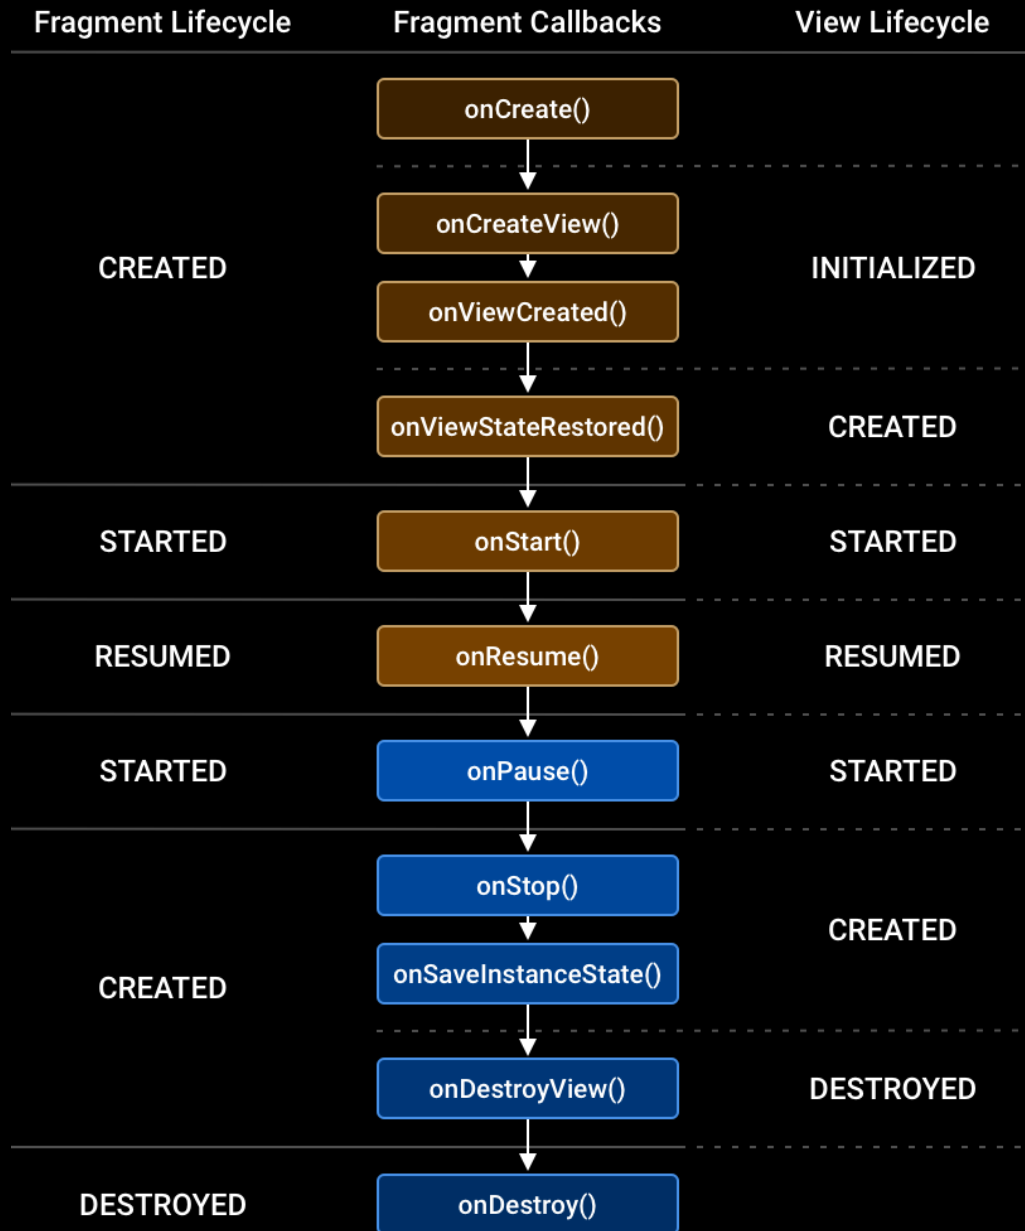 Fragment Lifecycle Fragment Callbacks View Lifecycle
onCreate()
onCreateView()
CREATED INITIALIZED
onViewCreated()
onViewStateRestored() CREATED
STARTED onStart() STARTED
RESUMED onResume() RESUMED
STARTED onPause() STARTED
onStop()
CREATED
onSaveInstanceState()
CREATED
onDestroyView() DESTROYED
DESTROYED onDestroy()